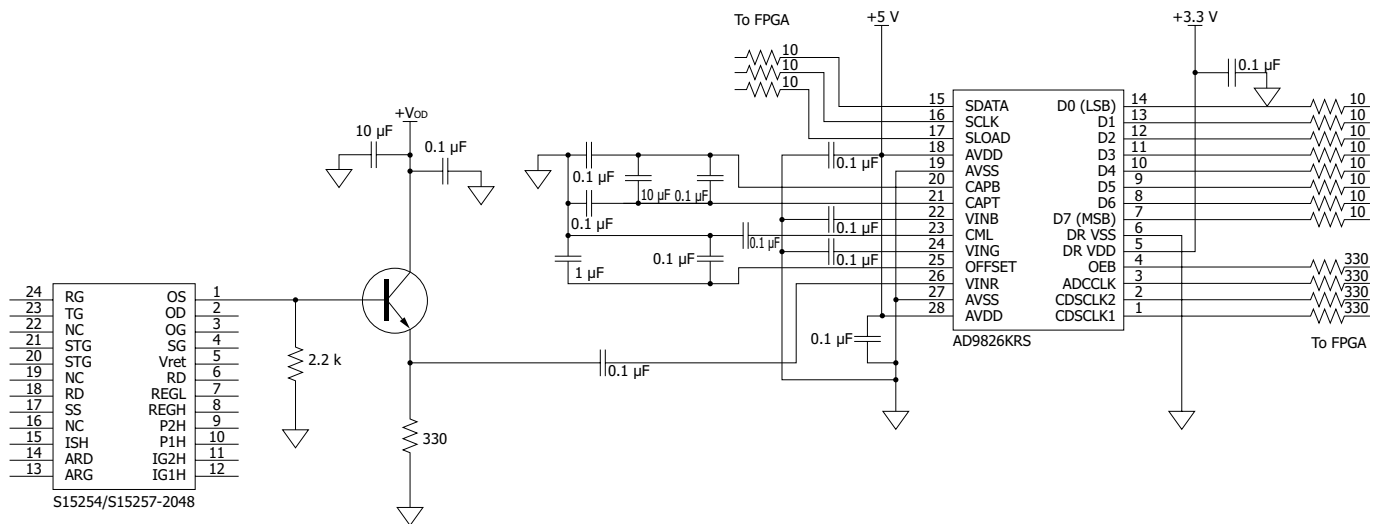 To FPGA
+5 V
+3.3 V
10
10
10
0.1 µF
+VOD
10 µF
0.1 µF
15 SDATA D0 (LSB) 14 10
16 SCLK D1 13 10
17 SLOAD D2 12 10
18 AVDD D3 11 10
19 AVSS D4 10 10
20 CAPB D5 9 10
21 CAPT D6 8 10
22 VINB D7 (MSB) 7 10
23 CML DR VSS 6
24 VING DR VDD 5
25 OFFSET OEB 4 330
26 VINR ADCCLK 3 330
27 AVSS CDSCLK2 2 330
28 AVDD CDSCLK1 1 330
AD9826KRS
To FPGA
0.1 µF
0.1 µF
10 µF
0.1 µF
0.1 µF
0.1 µF
0.1 µF
0.1 µF
1 µF
0.1 µF
0.1 µF
0.1 µF
24 RG OS 1
23 TG OD 2
22 NC OG 3
21 STG SG 4
20 STG Vret 5
19 NC RD 6
18 RD REGL 7
17 SS REGH 8
16 NC P2H 9
15 ISH P1H 10
14 ARD IG2H 11
13 ARG IG1H 12
S15254/S15257-2048
2.2 k
330